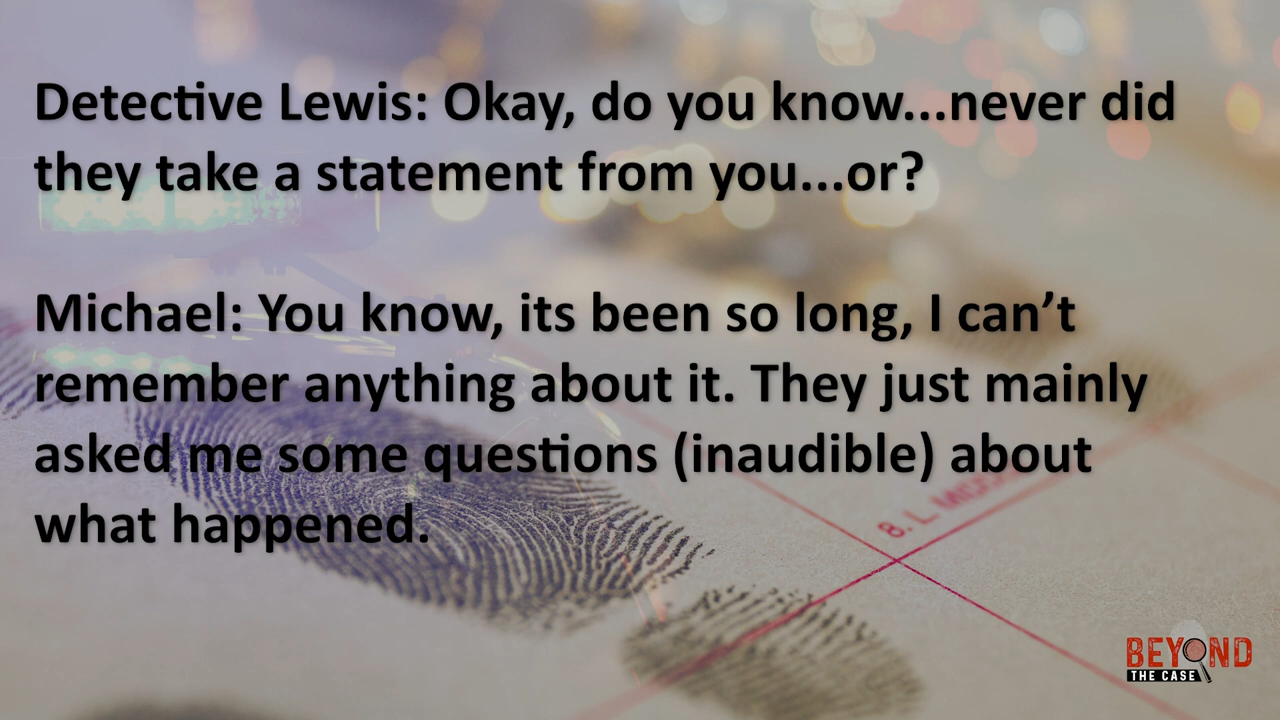 Detective Lewis: Okay, do you know...never did
they take a statement from you...or?
Michael: You know, its been so long, I can’t
remember anything about it. They just mainly
asked me some questions (inaudible) about
what happened.
8. L.
BEYOND
THE CASE